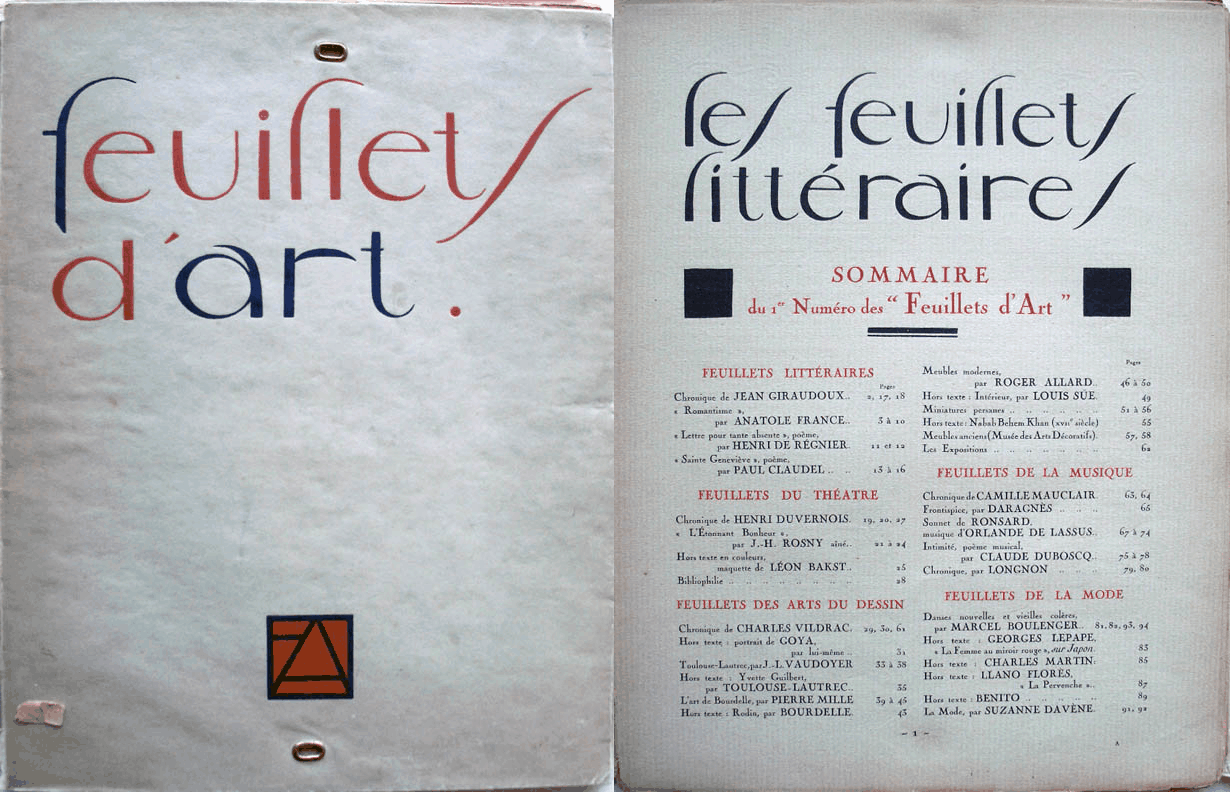 feuillets
d'art.
FA
les feuillets
littéraires
SOMMAIRE
du 1er Numéro des “ Feuillets d'Art ”
FEUILLETS LITTÉRAIRES
Pages
Chronique de JEAN GIRAUDOUX.. 2, 17, 18
« Romantisme »,
par ANATOLE FRANCE.. 3 à 10
« Lettre pour tante absente », poème,
par HENRI DE RÉGNIER. 11 et 12
« Sainte Geneviève », poème,
par PAUL CLAUDEL .. .. 13 à 16
FEUILLETS DU THÉATRE
Chronique de HENRI DUVERNOIS. 19, 20, 27
« L'Étonnant Bonheur »,
par J.-H. ROSNY aîné.. 21 à 24
Hors texte en couleurs,
maquette de LÉON BAKST.. 25
Bibliophilie .. .. .. .. .. .. .. 28
FEUILLETS DES ARTS DU DESSIN
Chronique de CHARLES VILDRAC. 29, 30, 61
Hors texte : portrait de GOYA,
par lui-même .. 31
Toulouse-Lautrec, par J.-L. VAUDOYER 33 à 38
Hors texte : Yvette Guilbert,
par TOULOUSE-LAUTREC.. 35
L'art de Bourdelle, par PIERRE MILLE 39 à 45
Hors texte : Rodin, par BOURDELLE. 43
Pages
Meubles modernes,
par ROGER ALLARD.. 46 à 50
Hors texte : Intérieur, par LOUIS SÜE. 49
Miniatures persanes .. .. .. .. .. .. 51 à 56
Hors texte : Nabab Behem Khan (XVIIe siècle) 55
Meubles anciens (Musée des Arts Décoratifs). 57, 58
Les Expositions .. .. .. .. .. .. 62
FEUILLETS DE LA MUSIQUE
Chronique de CAMILLE MAUCLAIR. 63, 64
Frontispice, par DARAGNÈS .. .. .. 65
Sonnet de RONSARD,
musique d'ORLANDE DE LASSUS.. 67 à 74
Intimité, poème musical,
par CLAUDE DUBOSCQ.. 75 à 78
Chronique, par LONGNON .. .. .. 79, 80
FEUILLETS DE LA MODE
Danses nouvelles et vieilles colères,
par MARCEL BOULENGER.. 81, 82, 93, 94
Hors texte : GEORGES LEPAPE,
« La Femme au miroir rouge », sur Japon. 83
Hors texte : CHARLES MARTIN. 85
Hors texte : LLANO FLORÈS,
« La Pervenche ».. 87
Hors texte : BENITO .. .. .. .. .. 89
La Mode, par SUZANNE DAVÈNE. 91, 92
– 1 –
A